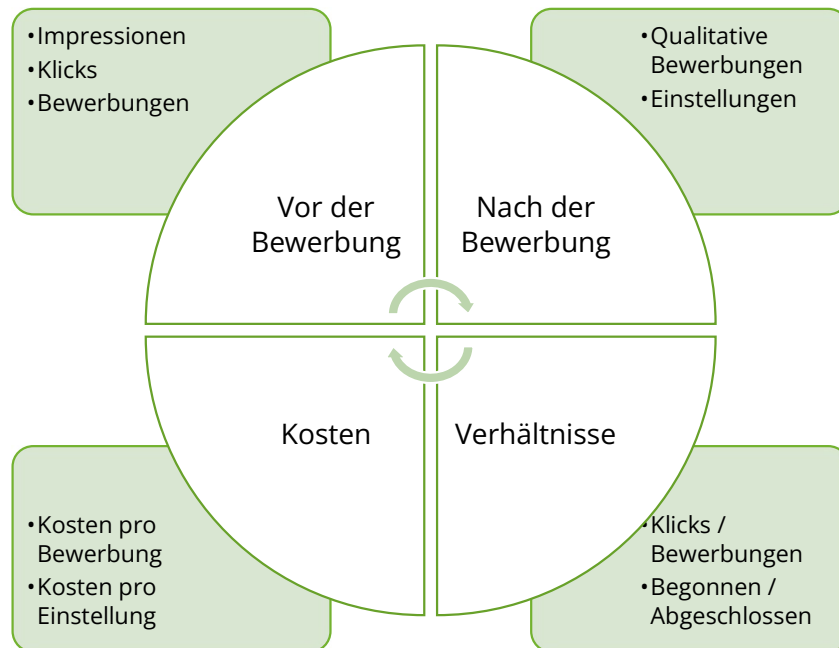 •Impressionen
•Klicks
•Bewerbungen
•Qualitative
Bewerbungen
•Einstellungen
Vor der
Bewerbung
Nach der
Bewerbung
Kosten
Verhältnisse
•Kosten pro
Bewerbung
•Kosten pro
Einstellung
•Klicks /
Bewerbungen
•Begonnen /
Abgeschlossen